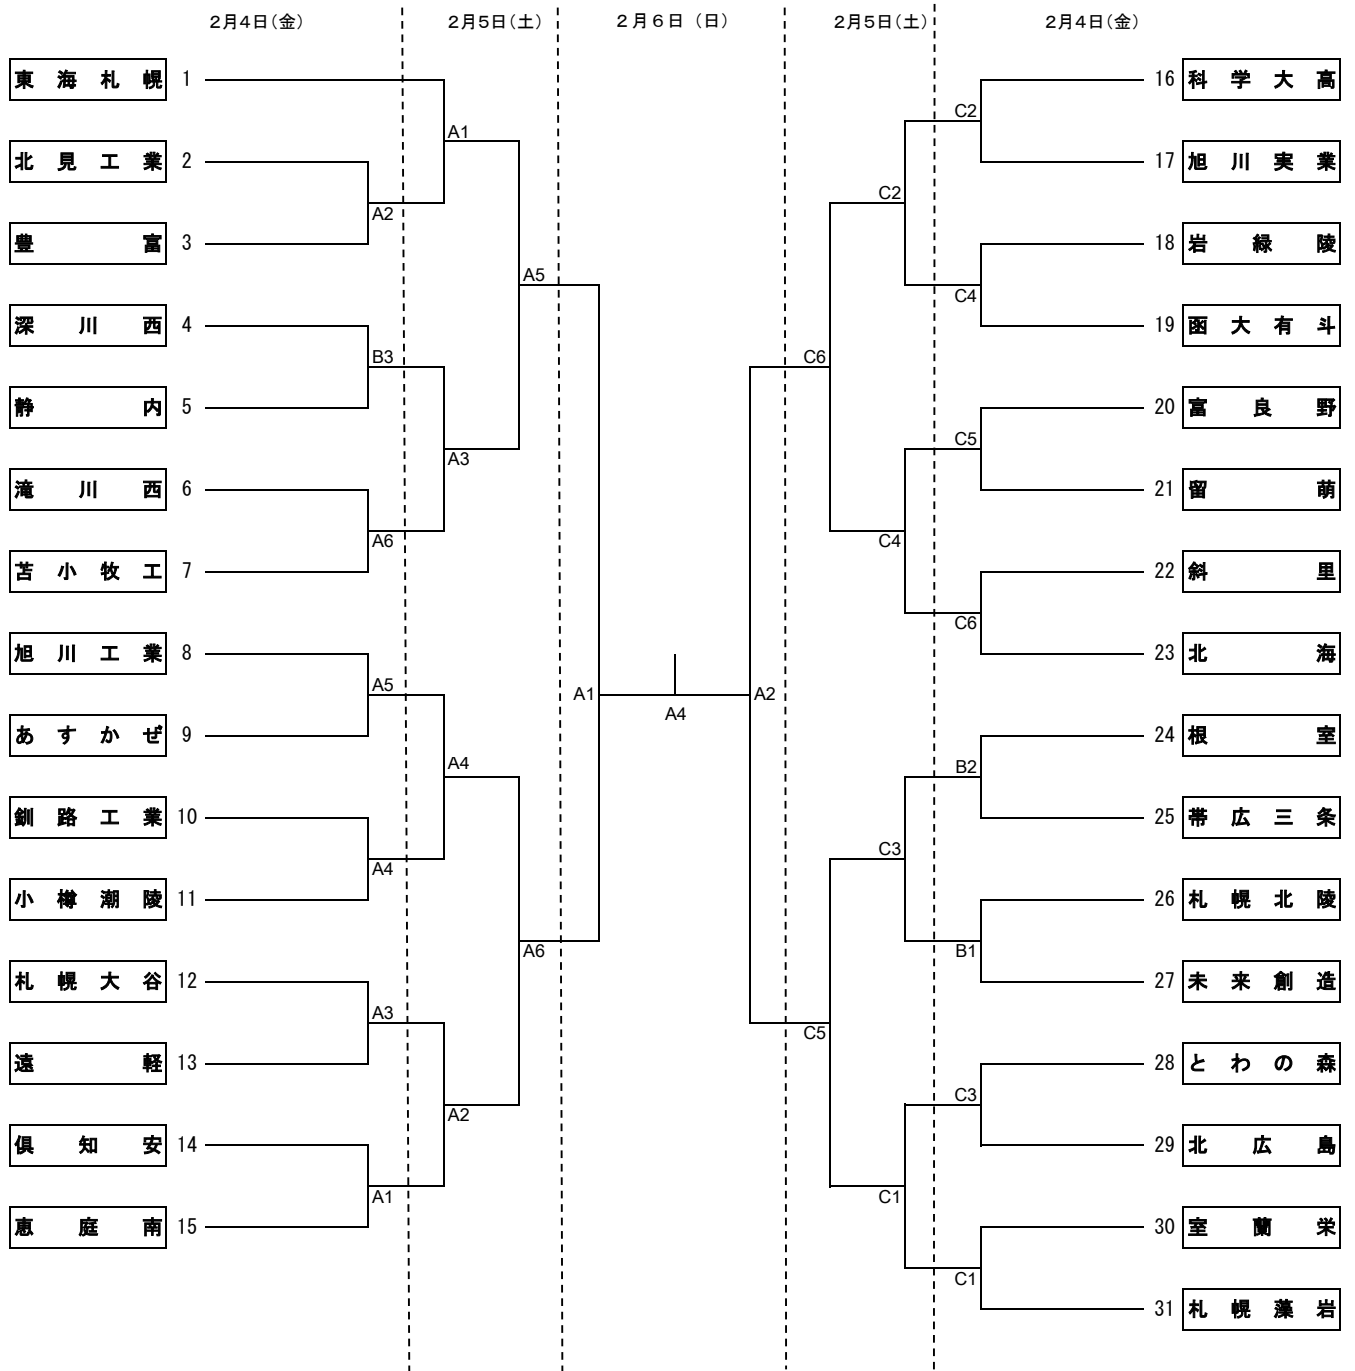 2月4日(金) 2月5日(土) 2月6日(日) 2月5日(土) 2月4日(金)
東海札幌 1 16 科学大高
C2
A1
北見工業 2 17 旭川実業
C2
A2
豊富 3 18 岩緑陵
A5
C4
深川西 4 19 函大有斗
B3 C6
静内 5 20 富良野
C5
A3
滝川西 6 21 留萌
A6 C4
苫小牧工 7 22 斜里
C6
旭川工業 8 23 北海
A5
A1 A2
A4
あすかぜ 9 24 根室
A4 B2
釧路工業 10 25 帯広三条
C3
A4
小樽潮陵 11 26 札幌北陵
A6 B1
札幌大谷 12 27 未来創造
A3
C5
遠軽 13 28 とわの森
C3
A2
倶知安 14 29 北広島
A1 C1
恵庭南 15 30 室蘭栄
C1
31 札幌藻岩